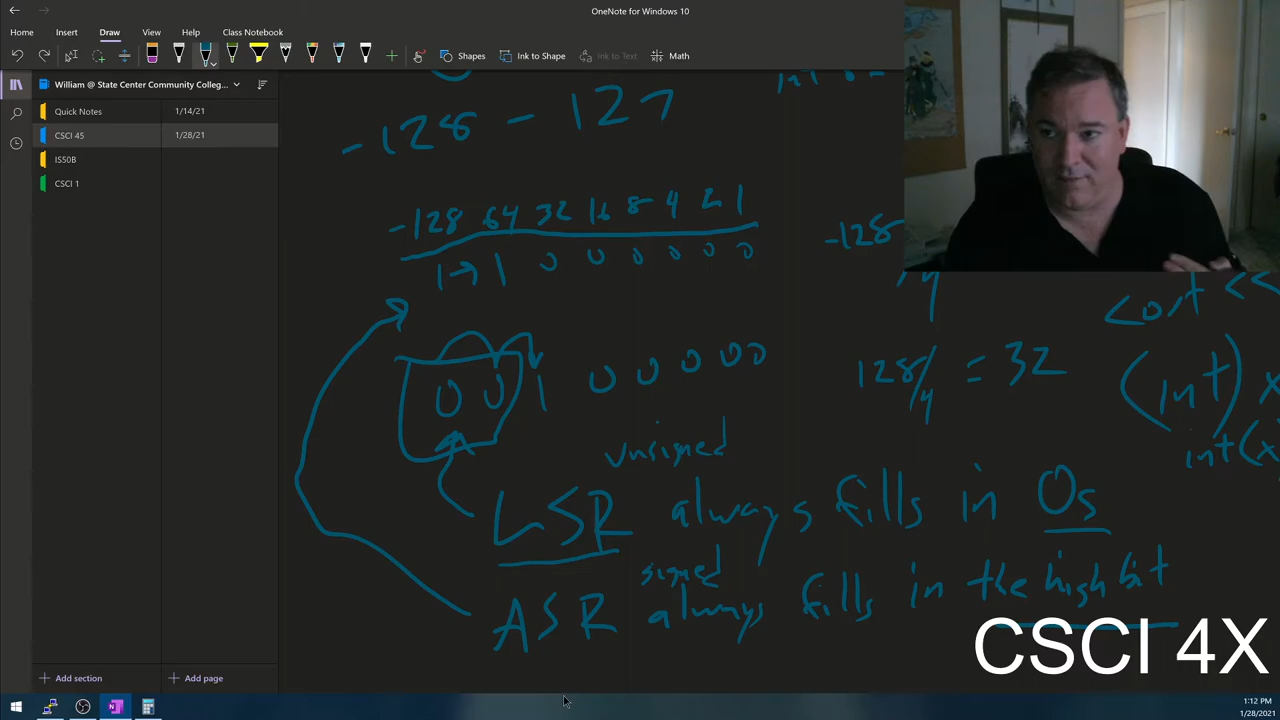 OneNote for Windows 10
Home Insert Draw View Help Class Notebook
Shapes Ink to Shape Ink to Text Math
William @ State Center Community Colleg...
Quick Notes 1/14/21
CSCI 45 1/28/21
IS50B
CSCI 1
-128 - 127
-128 64 32 16 8 4 2 1
1 → 1 0 0 0 0 0 0
-128
/4
cout <<
0 0 1 0 0 0 0 0
128/4 = 32
(int) x
int(x
unsigned
LSR always fills in 0s
signed
ASR always fills in the high bit
CSCI 4X
Add section Add page
1:12 PM
1/28/2021